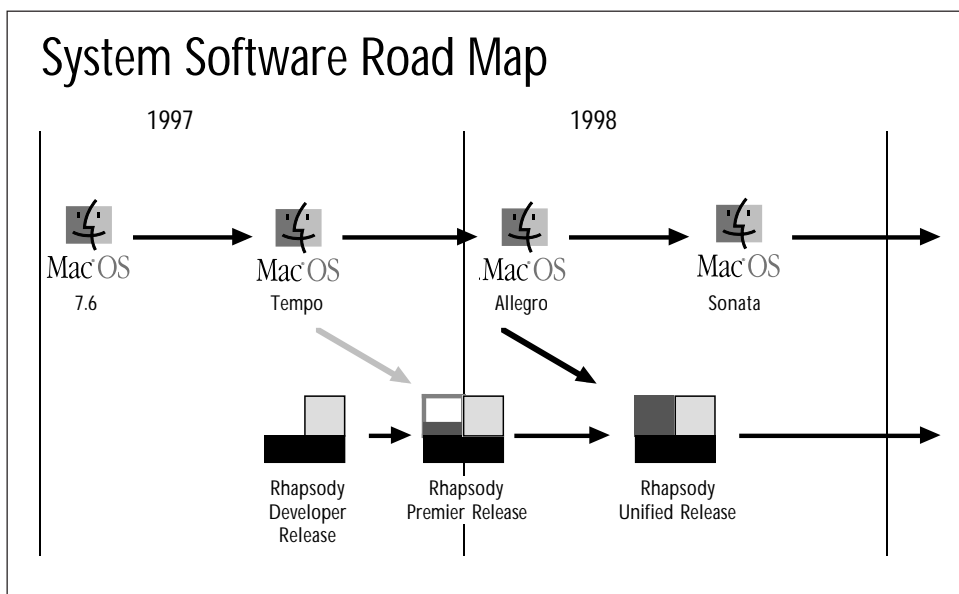 System Software Road Map
1997 1998
Mac OS Mac OS Mac OS Mac OS
7.6 Tempo Allegro Sonata
Rhapsody
Developer
Release
Rhapsody
Premier Release
Rhapsody
Unified Release